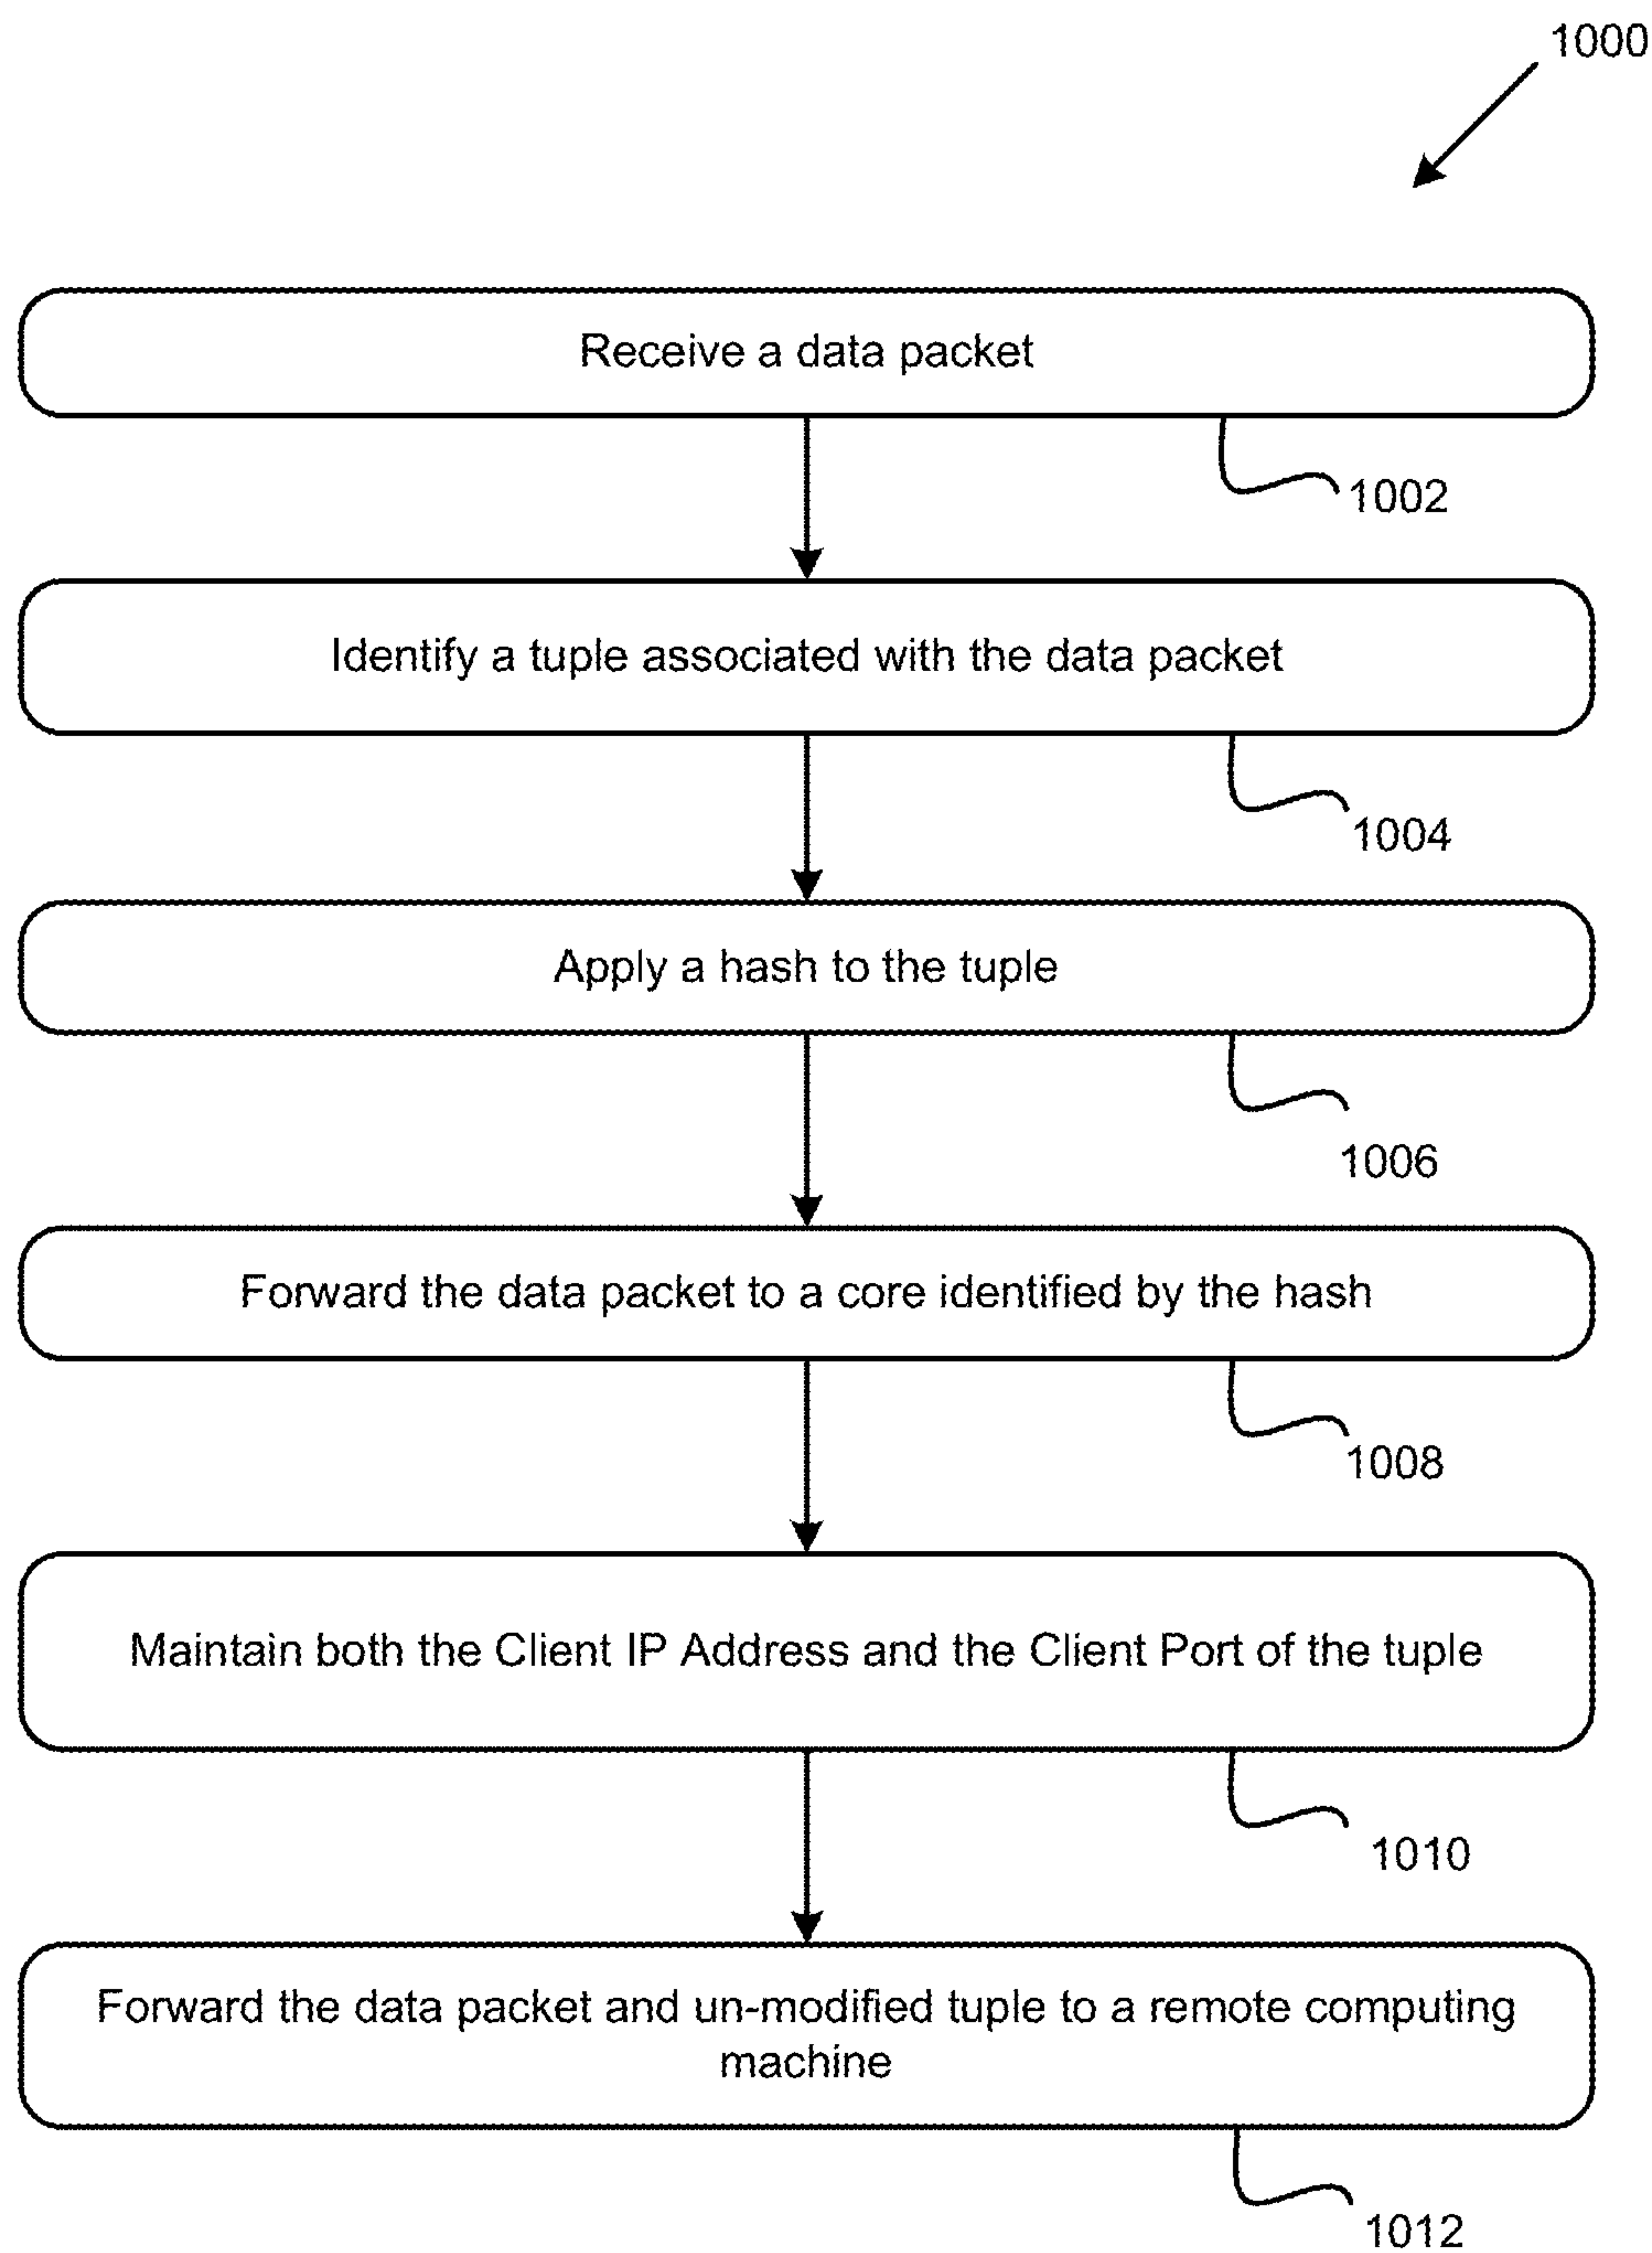 1000
Receive a data packet
1002
Identify a tuple associated with the data packet
1004
Apply a hash to the tuple
1006
Forward the data packet to a core identified by the hash
1008
Maintain both the Client IP Address and the Client Port of the tuple
1010
Forward the data packet and un-modified tuple to a remote computing
machine
1012